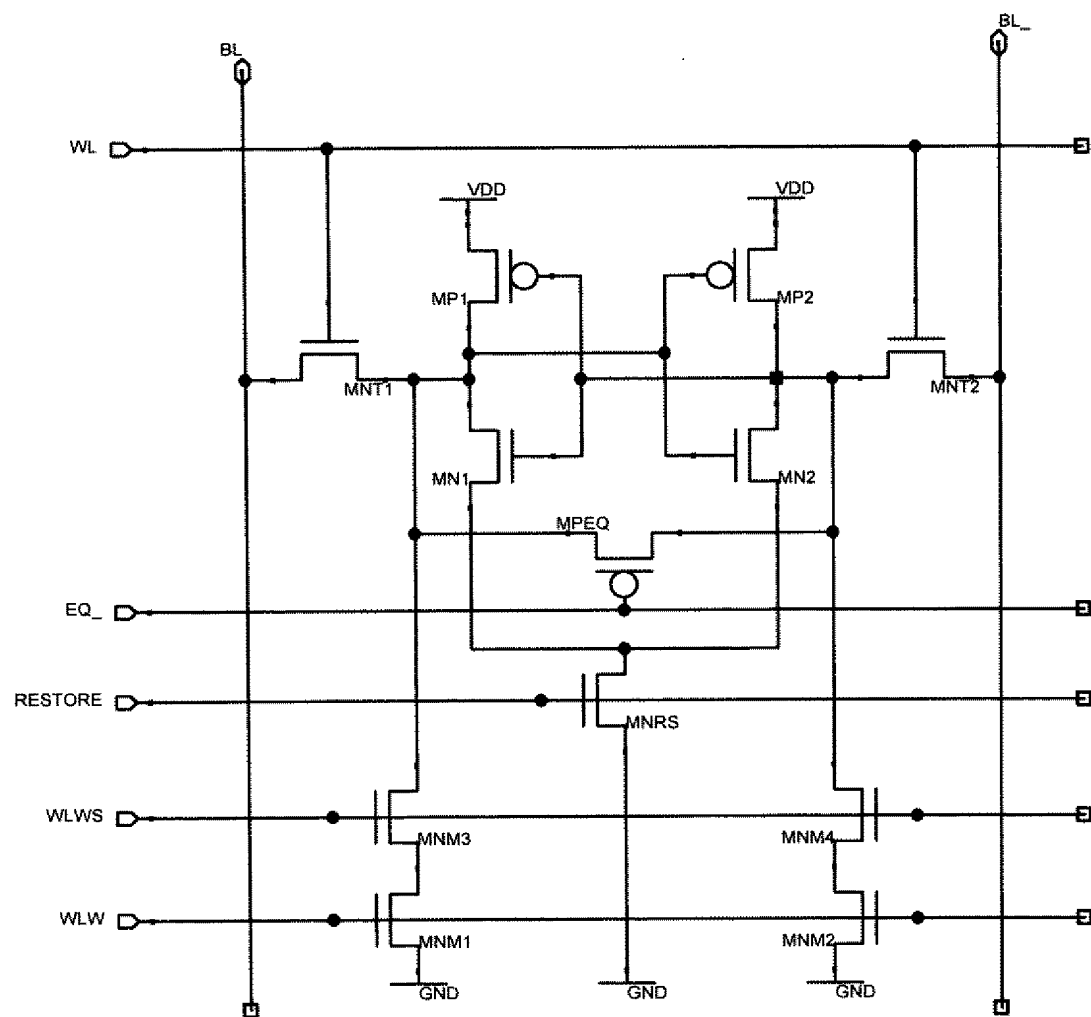 BL_
BL
WL
VDD
VDD
MP1
MP2
MNT1
MNT2
MN1
MN2
MPEQ
EQ_
RESTORE
MNRS
WLWS
MNM3
MNM4
WLW
MNM1
MNM2
GND
GND
GND